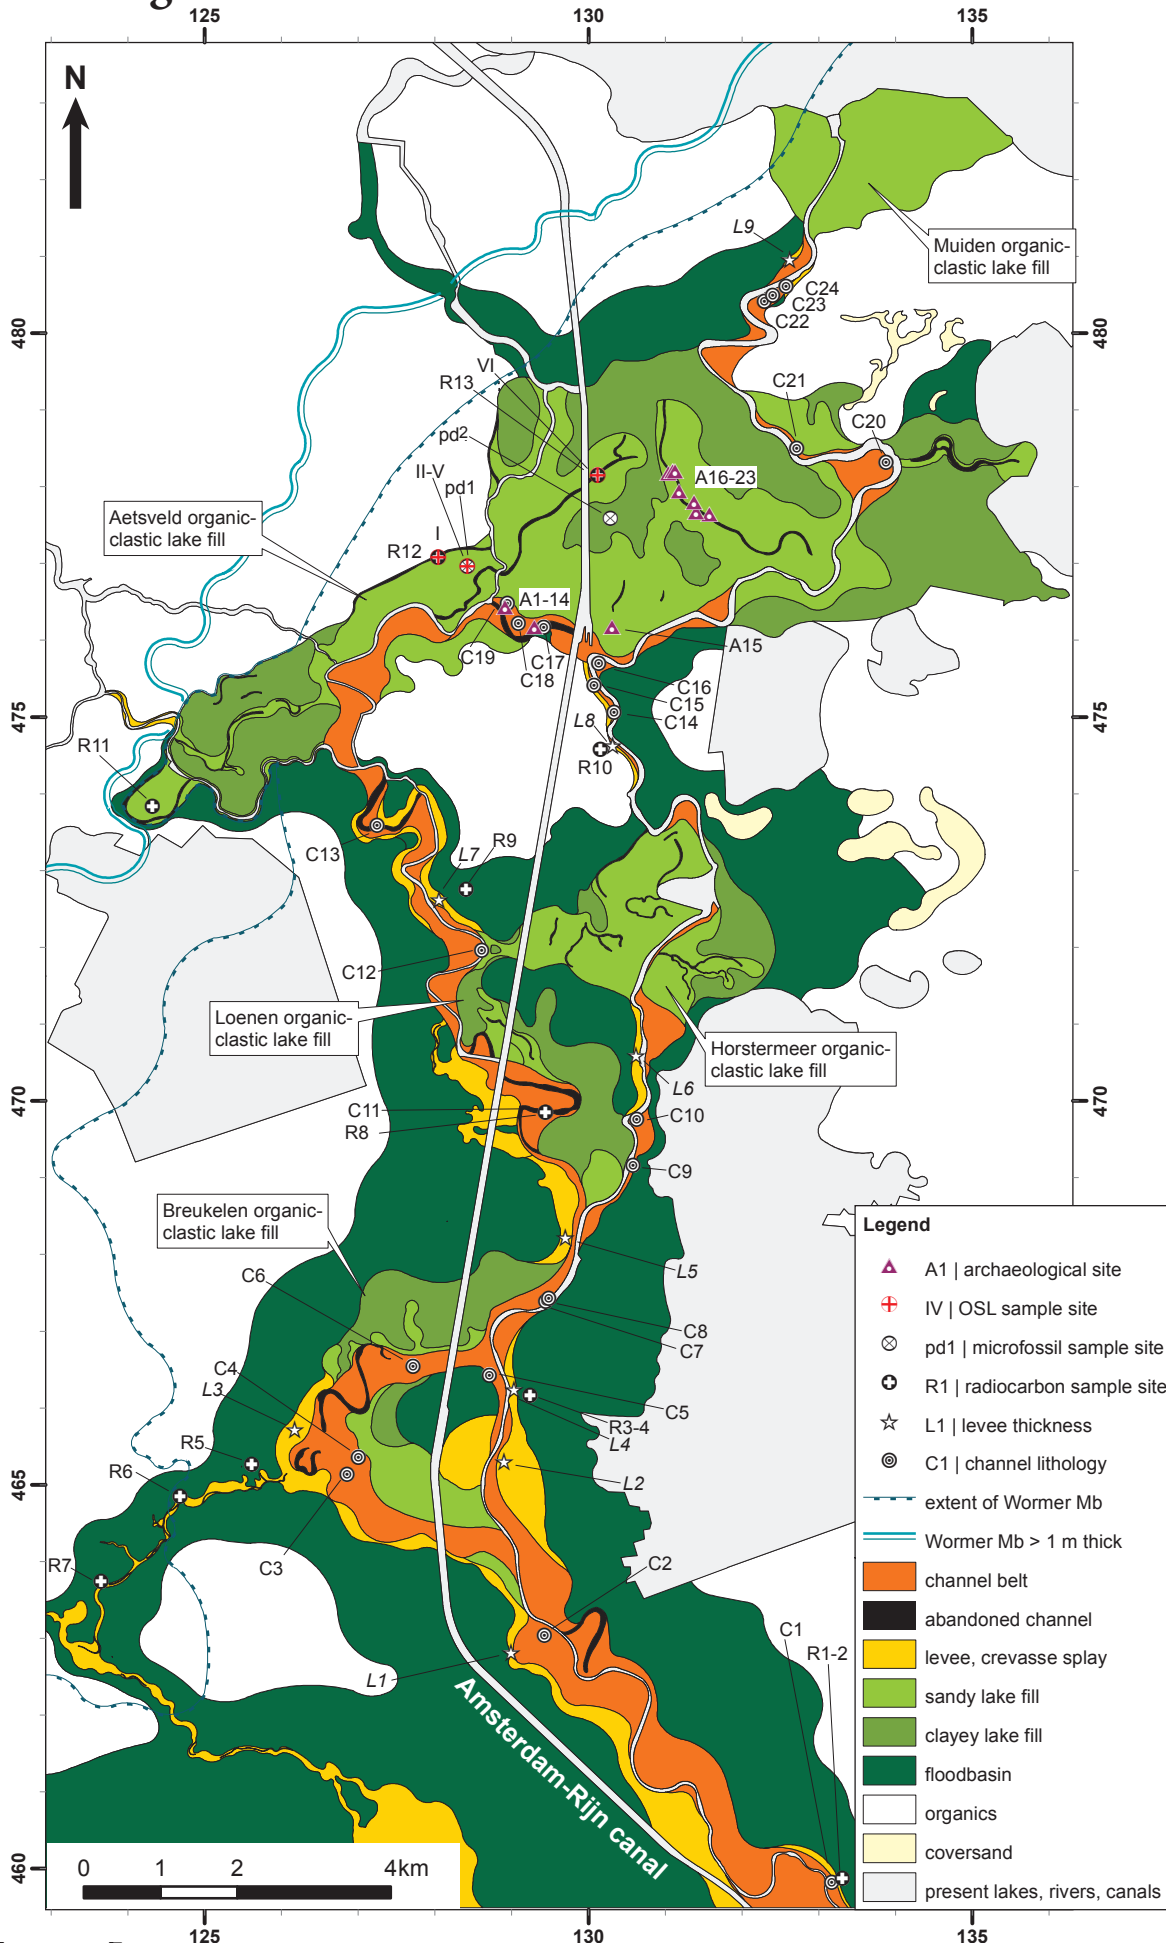 125
130
135
N
L9
Muiden organic-
clastic lake fill
C24
C23
C22
480
480
VI
R13
C21
pd2
C20
II-V
pd1
A16-23
Aetsveld organic-
clastic lake fill
I
R12
A1-14
A15
C19
C17
C18
C16
C15
C14
475
475
L8
R11
R10
C13
L7
R9
C12
Loenen organic-
clastic lake fill
Horstermeer organic-
clastic lake fill
L6
470
470
C11
C10
R8
C9
Breukelen organic-
clastic lake fill
L5
C6
C8
C7
C4
L3
C5
R3-4
L4
R5
R6
L2
465
C3
R7
C2
C1
R1-2
L1
Amsterdam-Rijn canal
460
0 1 2 4km
125
130
135
Legend
A1 | archaeological site
IV | OSL sample site
pd1 | microfossil sample site
R1 | radiocarbon sample site
L1 | levee thickness
C1 | channel lithology
extent of Wormer Mb
Wormer Mb > 1 m thick
channel belt
abandoned channel
levee, crevasse splay
sandy lake fill
clayey lake fill
floodbasin
organics
coversand
present lakes, rivers, canals